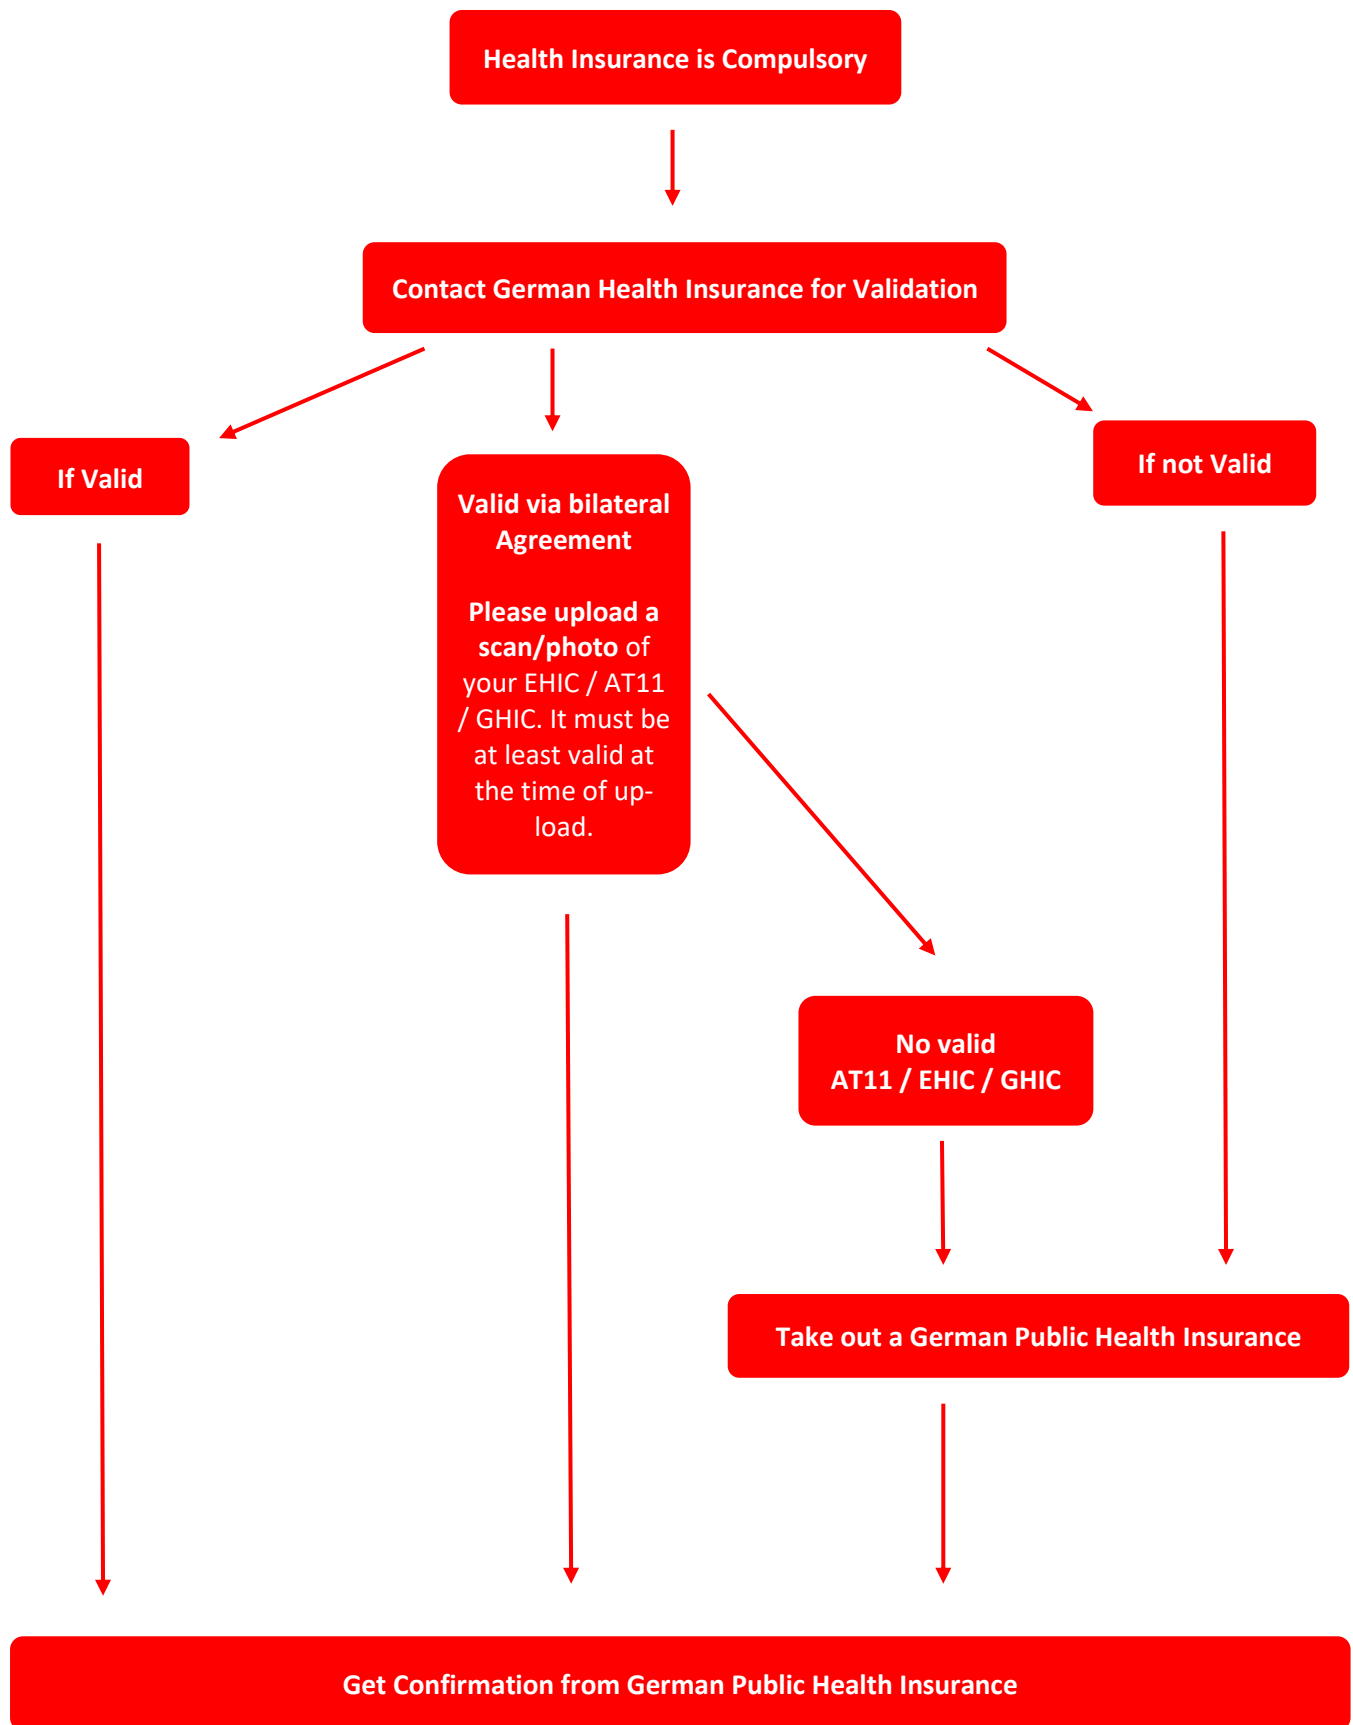 Health Insurance is Compulsory
Contact German Health Insurance for Validation
If Valid
Valid via bilateral
Agreement
Please upload a
scan/photo of
your EHIC / AT11
/ GHIC. It must be
at least valid at
the time of up-
load.
If not Valid
No valid
AT11 / EHIC / GHIC
Take out a German Public Health Insurance
Get Confirmation from German Public Health Insurance